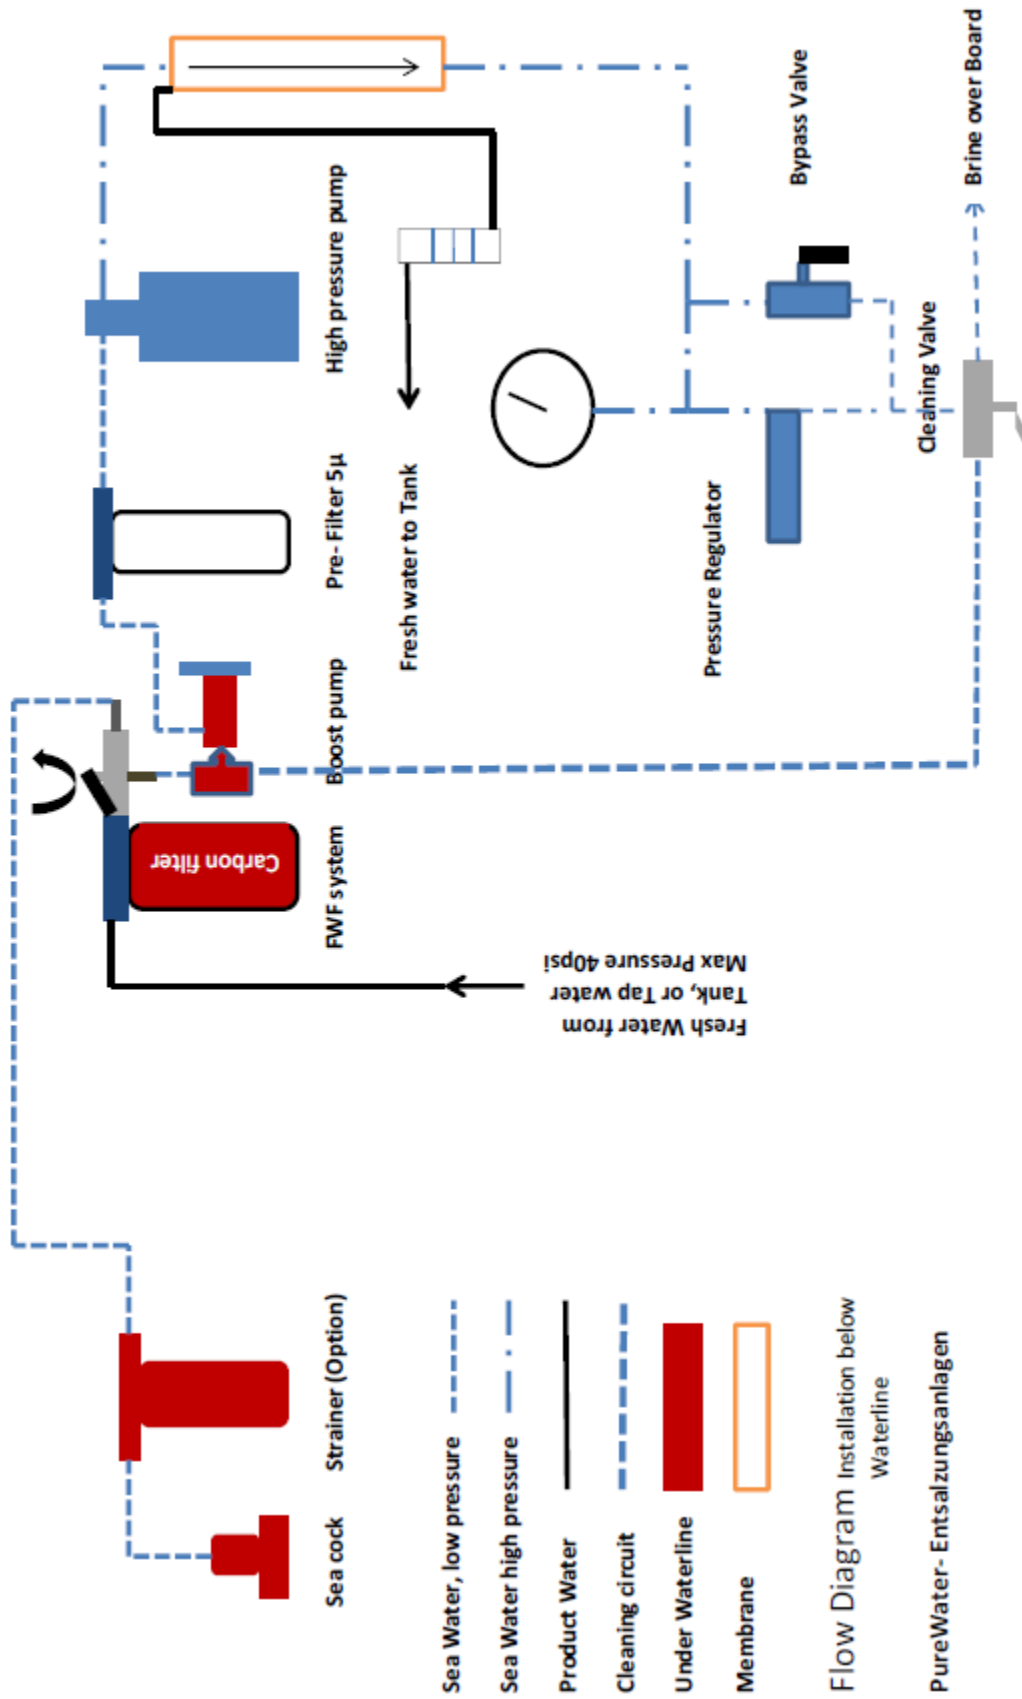 Sea cock
Strainer (Option)
FWF system
Boost pump
Pre- Filter 5µ
High pressure pump
Carbon filter
Fresh Water from
Tank, or Tap water
Max Pressure 40psi
Fresh water to Tank
Pressure Regulator
Bypass Valve
Cleaning Valve
Brine over Board
Sea Water, low pressure
Sea Water high pressure
Product Water
Cleaning circuit
Under Waterline
Membrane
Flow Diagram Installation below
Waterline
PureWater- Entsalzungsanlagen